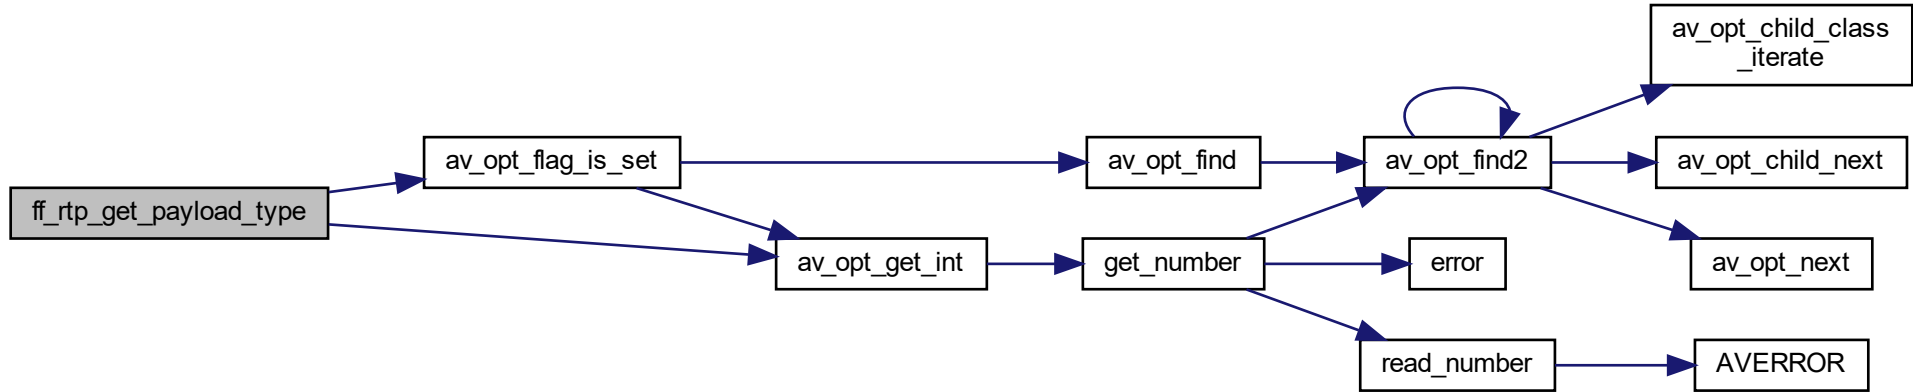 av_opt_child_class
_iterate
av_opt_flag_is_set
av_opt_find
av_opt_find2
av_opt_child_next
ff_rtp_get_payload_type
av_opt_get_int
get_number
error
av_opt_next
read_number
AVERROR